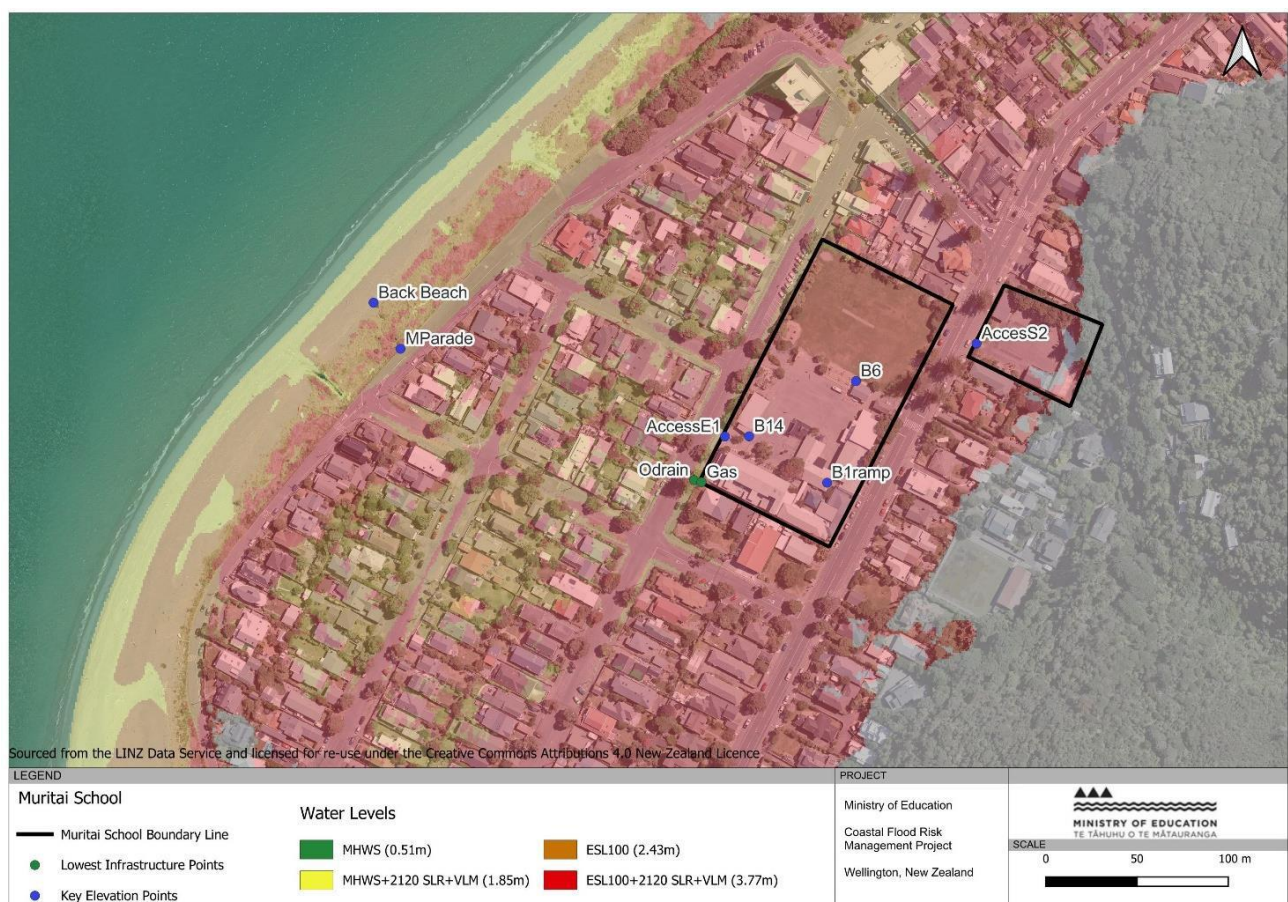 Back Beach
MParade
AccesS2
B6
AccessE1
B14
Odrain
Gas
B1ramp
Sourced from the LINZ Data Service and licensed for re-use under the Creative Commons Attributions 4.0 New Zealand Licence
LEGEND
Muritai School
Muritai School Boundary Line
Lowest Infrastructure Points
Key Elevation Points
Water Levels
MHWS (0.51m)
MHWS+2120 SLR+VLM (1.85m)
ESL100 (2.43m)
ESL100+2120 SLR+VLM (3.77m)
PROJECT
Ministry of Education
Coastal Flood Risk
Management Project
Wellington, New Zealand
MINISTRY OF EDUCATION
TE TĀHUHU O TE MĀTAURANGA
SCALE
0 50 100 m